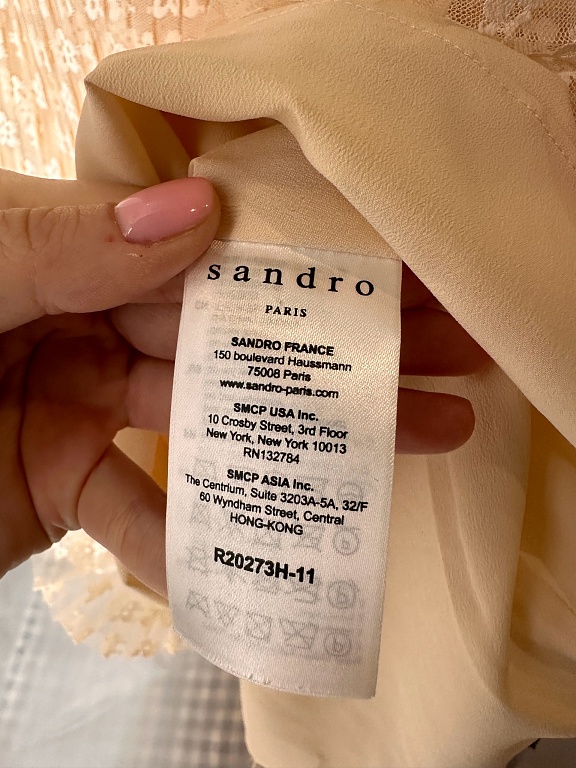 sandro
PARIS
SANDRO FRANCE
150 boulevard Haussmann
75008 Paris
www.sandro-paris.com
SMCP USA Inc.
10 Crosby Street, 3rd Floor
New York, New York 10013
RN132784
SMCP ASIA Inc.
The Centrium, Suite 3203A-5A, 32/F
60 Wyndham Street, Central
HONG-KONG
R20273H-11